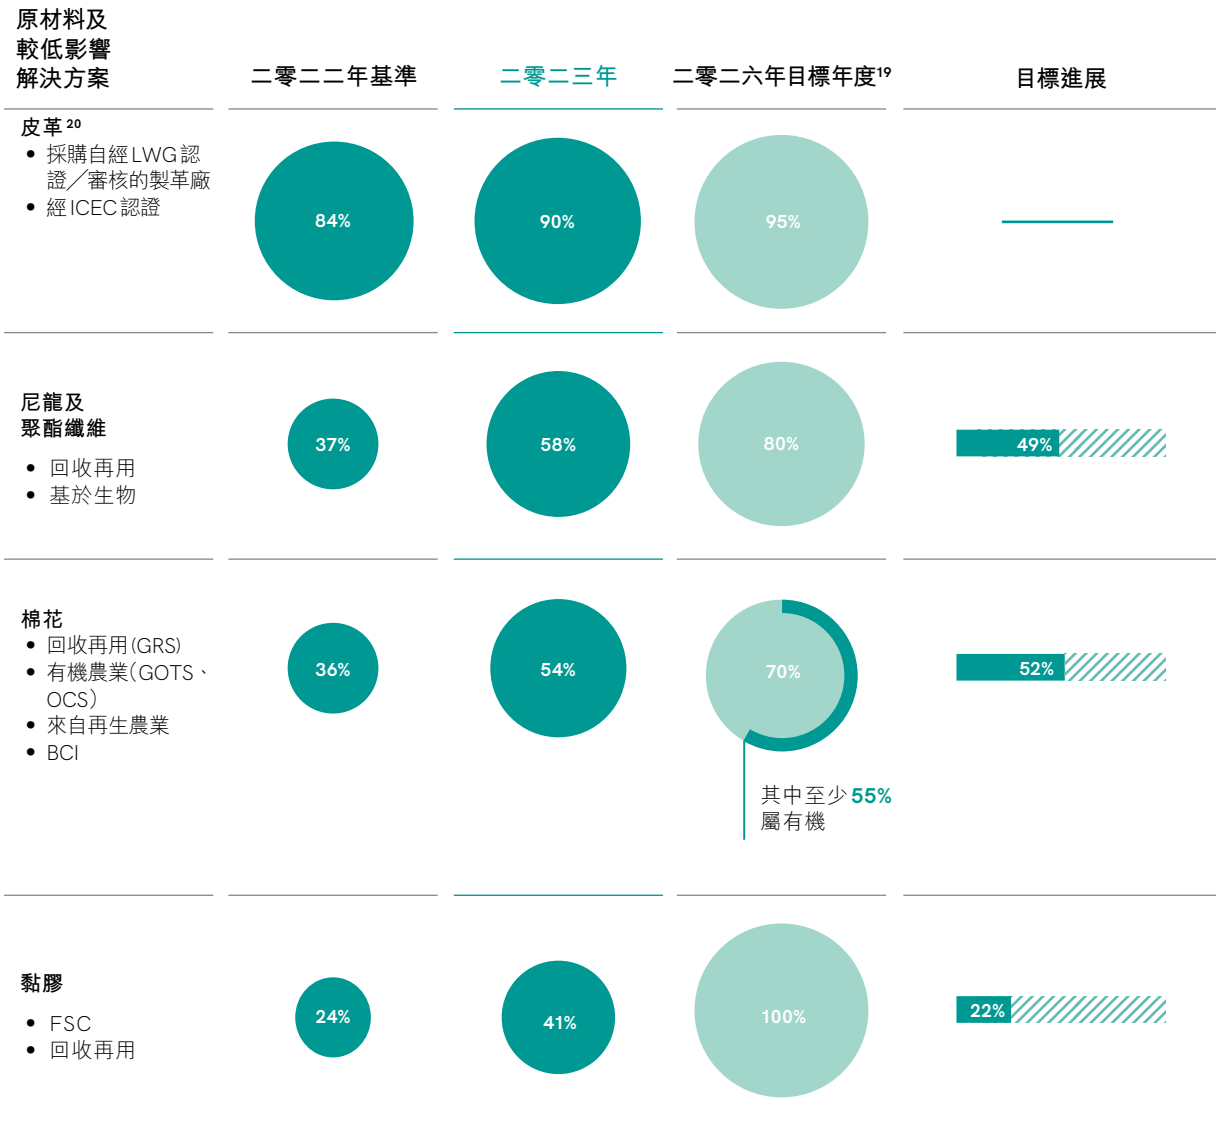 原材料及
較低影響
解決方案
二零二二年基準
二零二三年
二零二六年目標年度19
目標進展
皮革20
• 採購自經LWG認
證／審核的製革廠
• 經ICEC認證
84%
90%
95%
尼龍及
聚酯纖維
• 回收再用
• 基於生物
37%
58%
80%
49%
棉花
• 回收再用(GRS)
• 有機農業(GOTS、
OCS)
• 來自再生農業
• BCI
36%
54%
70%
52%
其中至少55%
屬有機
黏膠
• FSC
• 回收再用
24%
41%
100%
22%